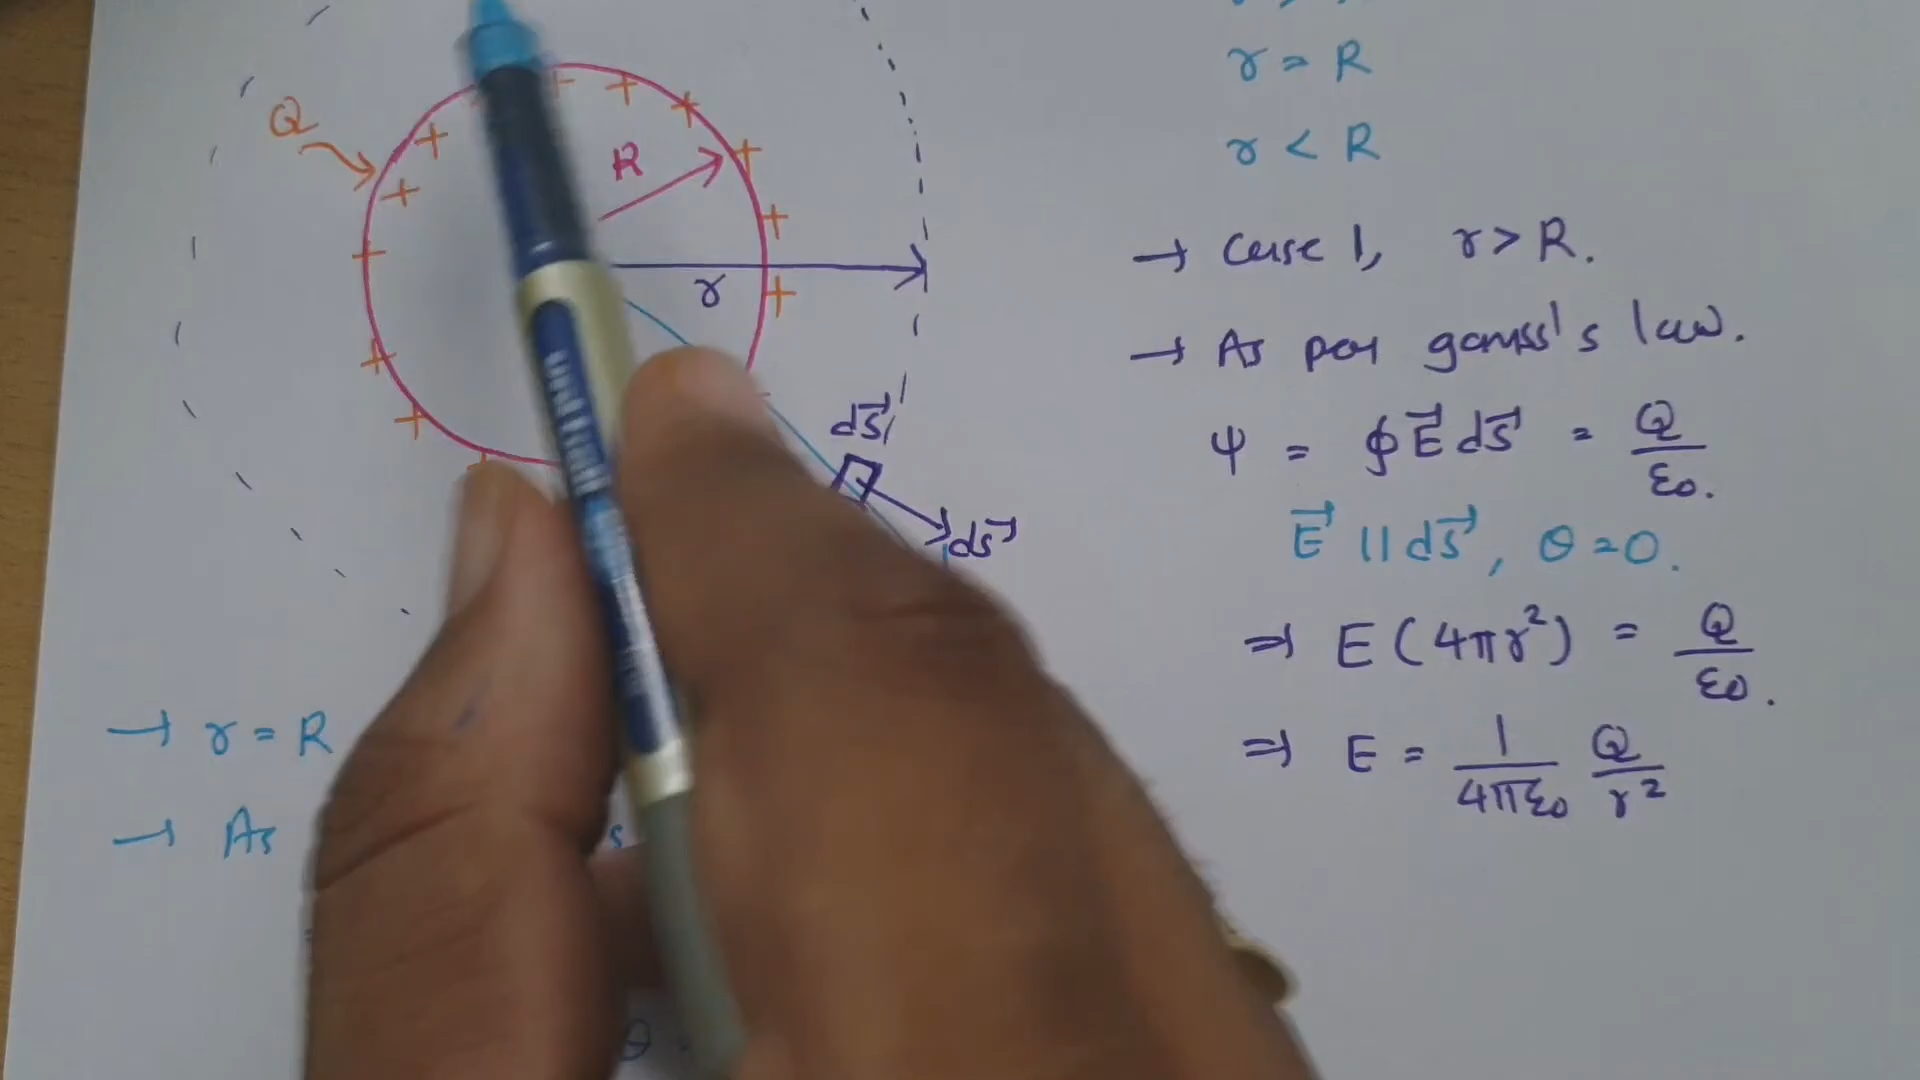 Q
R
r
ds⃗
ds⃗
→ r = R
→ As
s
θ
r = R
r < R
→ Case 1, r > R.
→ As per gauss's law.
ψ = ∮ E⃗ ds⃗ = Q/ε0.
E⃗ || ds⃗, θ = 0.
⇒ E (4πr²) = Q/ε0.
⇒ E = 1/4πε0 Q/r²